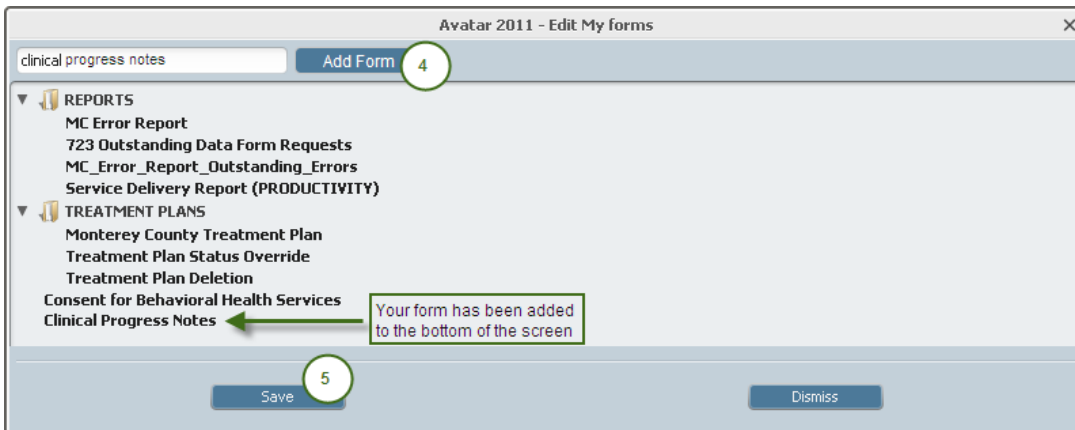 Avatar 2011 - Edit My forms
clinical progress notes
Add Form
4
REPORTS
MC Error Report
723 Outstanding Data Form Requests
MC_Error_Report_Outstanding_Errors
Service Delivery Report (PRODUCTIVITY)
TREATMENT PLANS
Monterey County Treatment Plan
Treatment Plan Status Override
Treatment Plan Deletion
Consent for Behavioral Health Services
Clinical Progress Notes
Your form has been added
to the bottom of the screen
5
Save
Dismiss